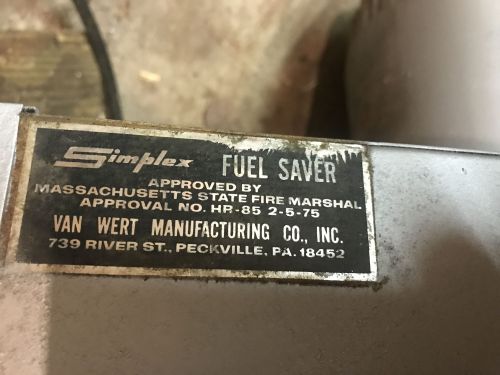 Simplex FUEL SAVER
APPROVED BY
MASSACHUSETTS STATE FIRE MARSHAL
APPROVAL NO. HR-85 2-5-75
VAN WERT MANUFACTURING CO., INC.
739 RIVER ST., PECKVILLE, PA. 18452